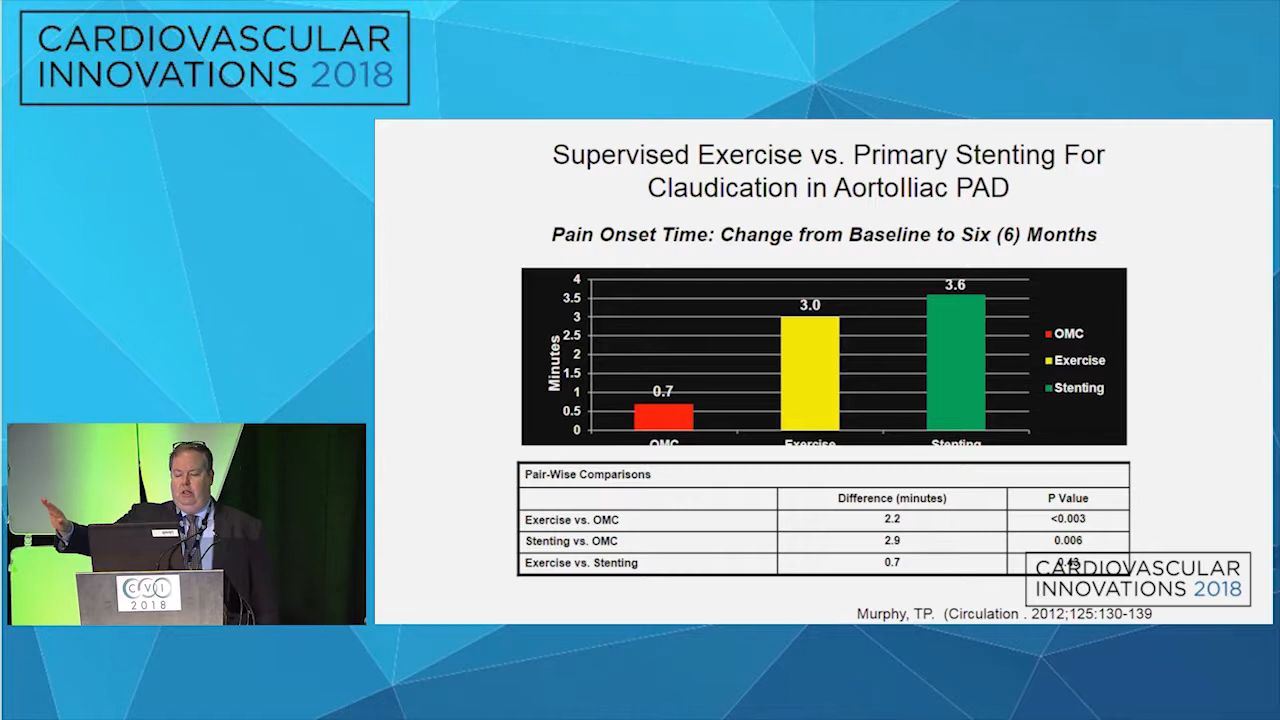 CARDIOVASCULAR
INNOVATIONS 2018
Supervised Exercise vs. Primary Stenting For
Claudication in AortoIliac PAD
Pain Onset Time: Change from Baseline to Six (6) Months
4
3.5
3
2.5
2
1.5
1
0.5
0
Minutes
0.7
3.0
3.6
OMC
Exercise
Stenting
OMC
Exercise
Stenting
Pair-Wise Comparisons
Difference (minutes) P Value
Exercise vs. OMC 2.2 <0.003
Stenting vs. OMC 2.9 0.006
Exercise vs. Stenting 0.7
CARDIOVASCULAR
INNOVATIONS 2018
Murphy, TP. (Circulation . 2012;125:130-139
CVI
2018